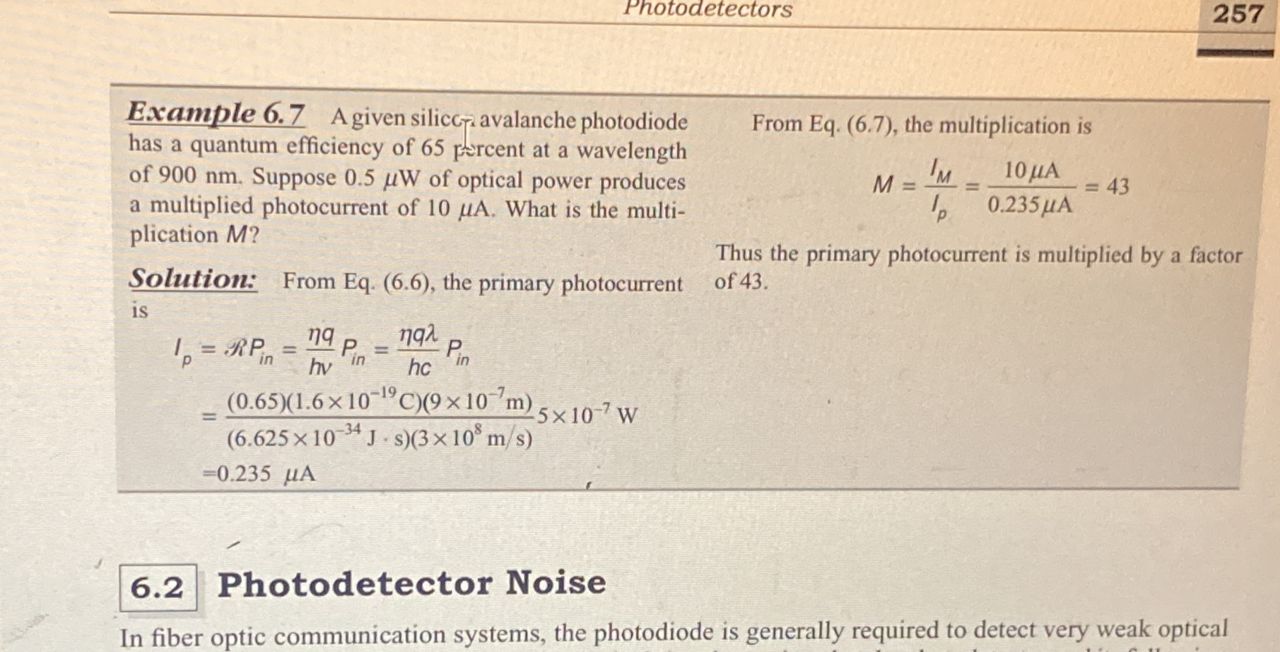 Photodetectors
257
Example 6.7 A given silicon avalanche photodiode
has a quantum efficiency of 65 percent at a wavelength
of 900 nm. Suppose 0.5 μW of optical power produces
a multiplied photocurrent of 10 μA. What is the multi-
plication M?
Solution: From Eq. (6.6), the primary photocurrent
is
I_p = ℛP_in = ηq/hν P_in = ηqλ/hc P_in
= (0.65)(1.6 × 10⁻¹⁹ C)(9 × 10⁻⁷ m) / (6.625 × 10⁻³⁴ J · s)(3 × 10⁸ m/s) 5 × 10⁻⁷ W
=0.235 μA
From Eq. (6.7), the multiplication is
M = I_M/I_p = 10 μA/0.235 μA = 43
Thus the primary photocurrent is multiplied by a factor
of 43.
6.2 Photodetector Noise
In fiber optic communication systems, the photodiode is generally required to detect very weak optical